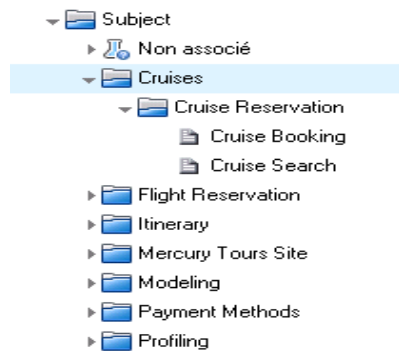 Subject
Non associé
Cruises
Cruise Reservation
Cruise Booking
Cruise Search
Flight Reservation
Itinerary
Mercury Tours Site
Modeling
Payment Methods
Profiling